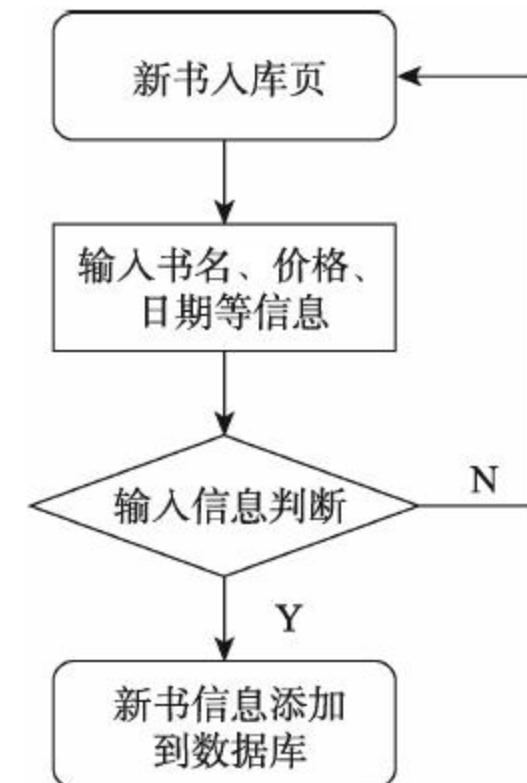 新书入库页
输入书名、价格、
日期等信息
输入信息判断
N
Y
新书信息添加
到数据库